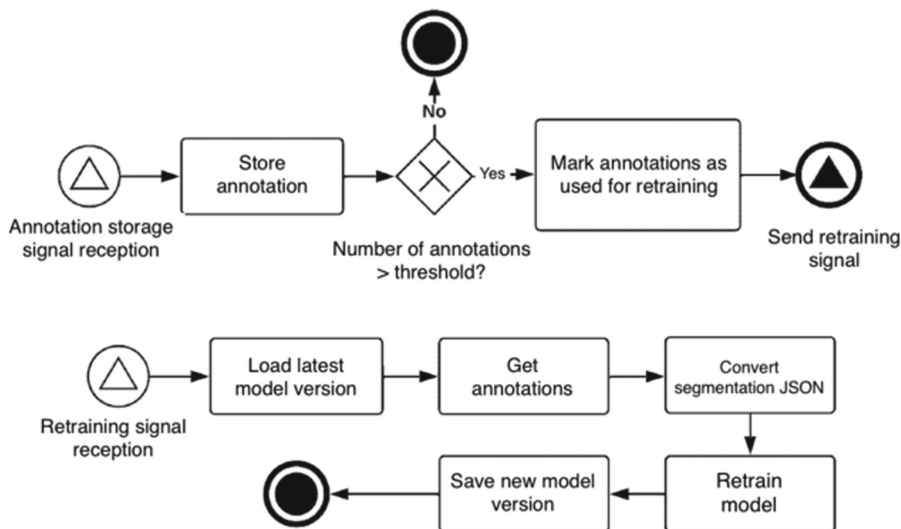 No
Store
annotation
Yes
Mark annotations as
used for retraining
Annotation storage
signal reception
Number of annotations
> threshold?
Send retraining
signal
Load latest
model version
Get
annotations
Convert
segmentation JSON
Retraining signal
reception
Save new model
version
Retrain
model